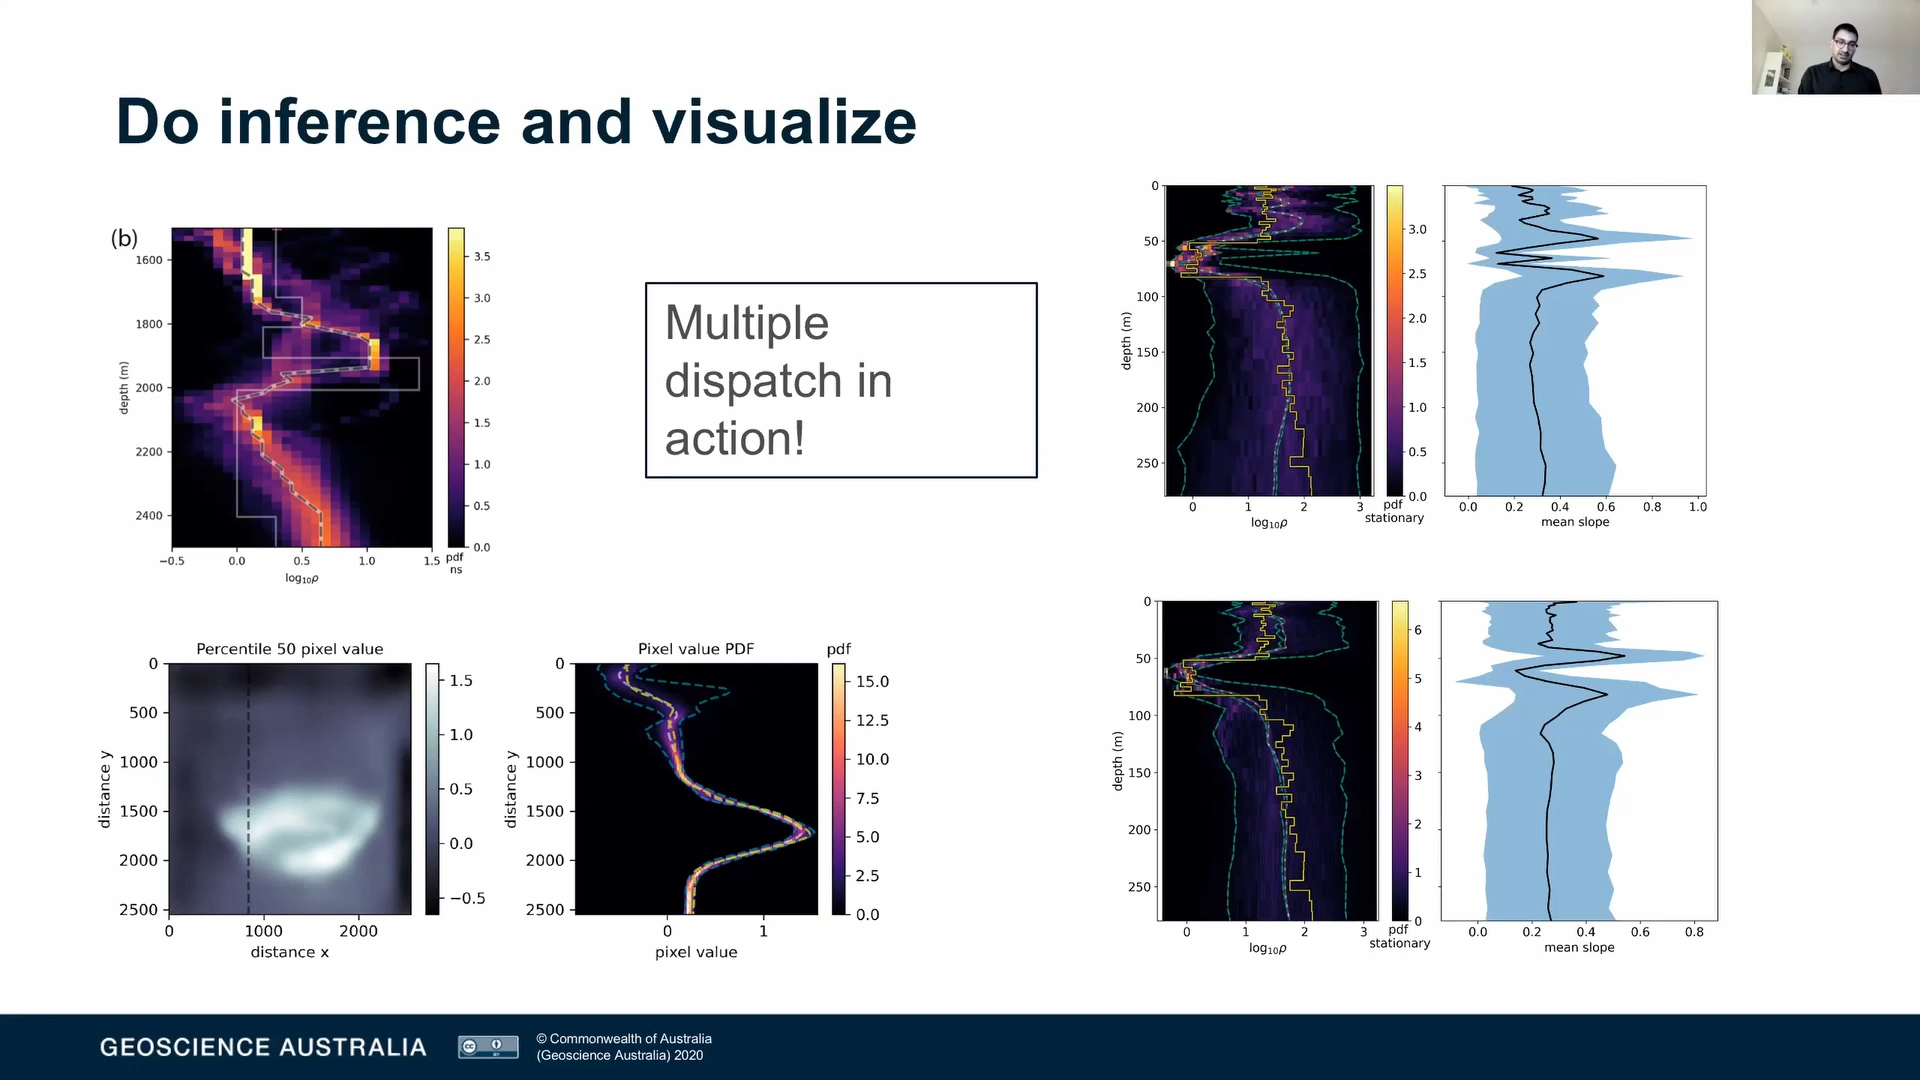 Do inference and visualize
(b)
1600
1800
2000
2200
2400
depth (m)
−0.5 0.0 0.5 1.0 1.5
log₁₀ρ
3.5
3.0
2.5
2.0
1.5
1.0
0.5
0.0
pdf
ns
Multiple
dispatch in
action!
0
50
100
150
200
250
depth (m)
0 1 2 3
log₁₀ρ
3.0
2.5
2.0
1.5
1.0
0.5
0.0
pdf
stationary
0.0 0.2 0.4 0.6 0.8 1.0
mean slope
Percentile 50 pixel value
0
500
1000
1500
2000
2500
distance y
0 1000 2000
distance x
1.5
1.0
0.5
0.0
−0.5
Pixel value PDF
0
500
1000
1500
2000
2500
distance y
0 1
pixel value
pdf
15.0
12.5
10.0
7.5
5.0
2.5
0.0
0
50
100
150
200
250
depth (m)
0 1 2 3
log₁₀ρ
6
5
4
3
2
1
0
pdf
stationary
0.0 0.2 0.4 0.6 0.8
mean slope
GEOSCIENCE AUSTRALIA
cc
BY
© Commonwealth of Australia
(Geoscience Australia) 2020